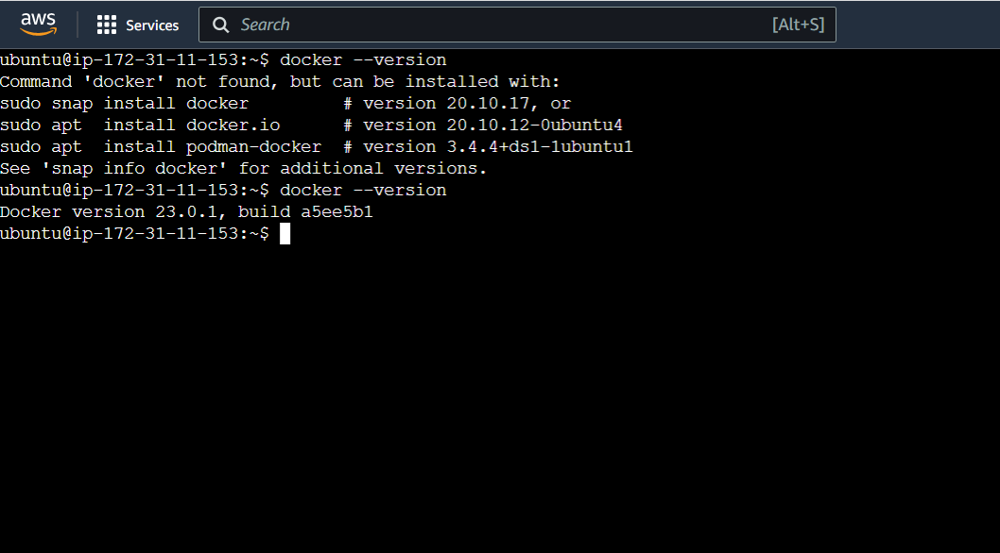 aws
Services
Search
[Alt+S]
ubuntu@ip-172-31-11-153:~$ docker --version
Command 'docker' not found, but can be installed with:
sudo snap install docker         # version 20.10.17, or
sudo apt  install docker.io      # version 20.10.12-0ubuntu4
sudo apt  install podman-docker  # version 3.4.4+ds1-1ubuntu1
See 'snap info docker' for additional versions.
ubuntu@ip-172-31-11-153:~$ docker --version
Docker version 23.0.1, build a5ee5b1
ubuntu@ip-172-31-11-153:~$